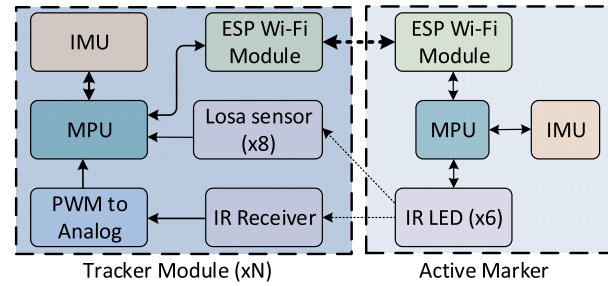 IMU
ESP Wi-Fi
Module
ESP Wi-Fi
Module
MPU
Losa sensor
(x8)
MPU
IMU
PWM to
Analog
IR Receiver
IR LED (x6)
Tracker Module (xN)
Active Marker